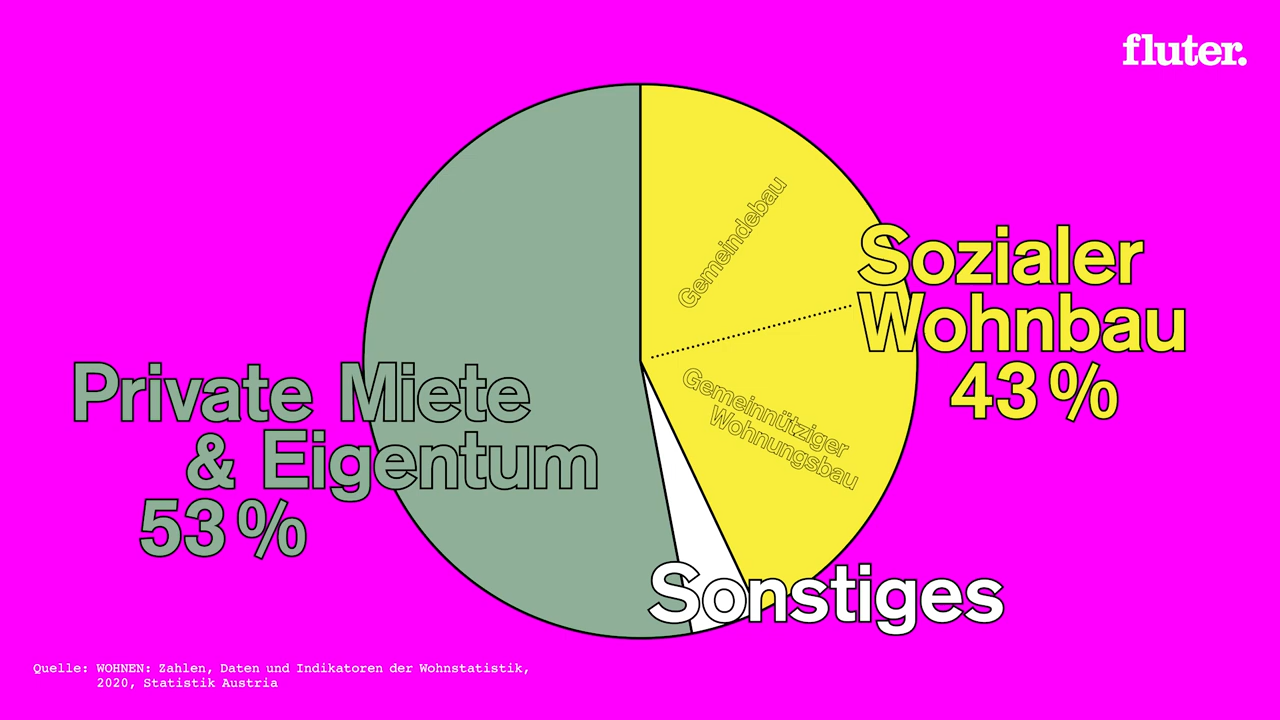 fluter.
Gemeindebau
Sozialer
Wohnbau
43 %
Gemeinnütziger
Wohnungsbau
Private Miete
& Eigentum
53 %
Sonstiges
Quelle: WOHNEN: Zahlen, Daten und Indikatoren der Wohnstatistik,
2020, Statistik Austria